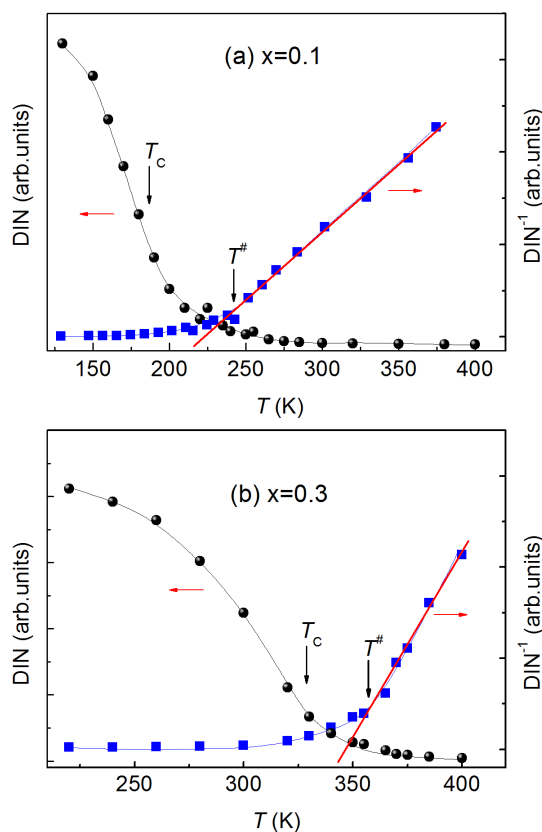 (a) x=0.1
DIN (arb.units)
DIN⁻¹ (arb.units)
T_C
T^#
150 200 250 300 350 400
T (K)
(b) x=0.3
DIN (arb.units)
DIN⁻¹ (arb.units)
T_C
T^#
250 300 350 400
T (K)